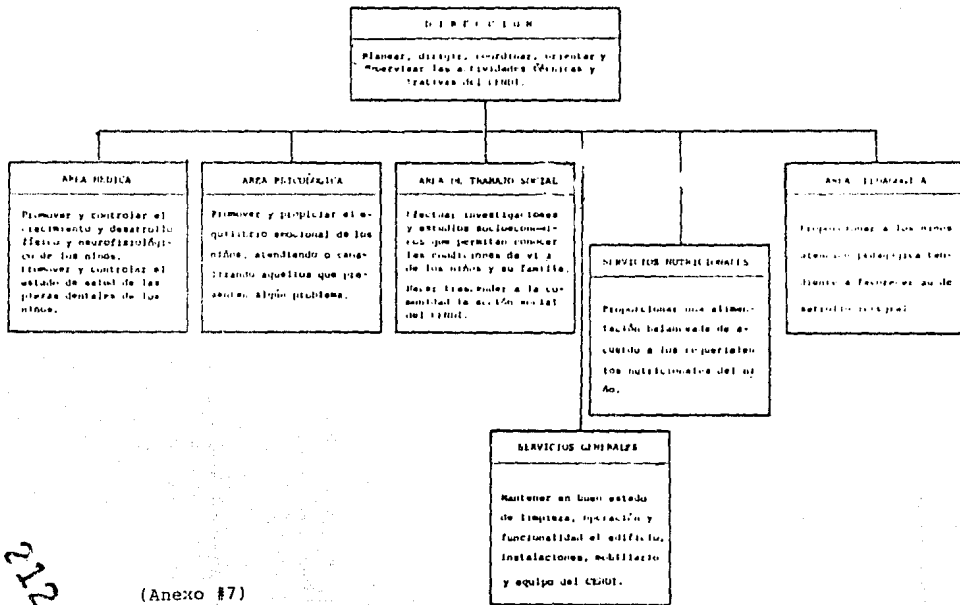 DIRECCION
Planear, dirigir, coordinar, orientar y
supervisar las actividades técnicas y
trativas del CENDI.
AREA MEDICA
Promover y controlar el
crecimiento y desarrollo
físico y neurofisiológi-
co de los niños.
Promover y controlar el
estado de salud de las
piezas dentales de los
niños.
AREA PSICOLOGICA
Promover y propiciar el e-
quilibrio emocional de los
niños, atendiendo o cana-
lizando aquellos que pre-
sentan algún problema.
AREA DE TRABAJO SOCIAL
Efectuar investigaciones
y estudios socioeconómi-
cos que permitan conocer
las condiciones de vida
de los niños y su familia.
Hacer trascender a la co-
munidad la acción social
del CENDI.
SERVICIOS NUTRICIONALES
Proporcionar una alimen-
tación balanceada de a-
cuerdo a los requerimien
tos nutricionales del ni
ño.
AREA PEDAGOGICA
Proporcionar a los niños
atención pedagógica ten-
diente a favorecer su de
sarrollo integral
SERVICIOS GENERALES
Mantener en buen estado
de limpieza, operación y
funcionalidad el edificio,
instalaciones, mobiliario
y equipo del CENDI.
212
(Anexo #7)